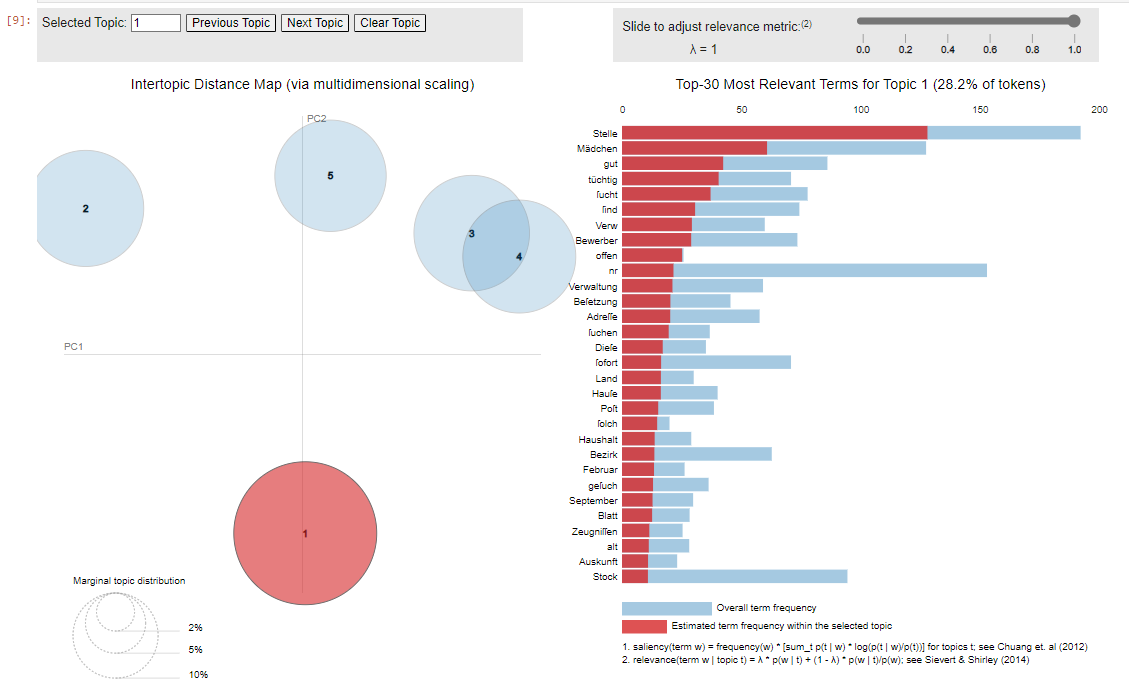 [9]:
Selected Topic: 1 Previous Topic Next Topic Clear Topic
Slide to adjust relevance metric:(2)
λ = 1
0.0 0.2 0.4 0.6 0.8 1.0
Intertopic Distance Map (via multidimensional scaling)
PC2
PC1
2
5
3
4
1
Marginal topic distribution
2%
5%
10%
Top-30 Most Relevant Terms for Topic 1 (28.2% of tokens)
0 50 100 150 200
Stelle
Mädchen
gut
tüchtig
ſucht
ſind
Verw
Bewerber
offen
nr
Verwaltung
Beſetzung
Adreſſe
ſuchen
Dieſe
ſofort
Land
Hauſe
Poſt
ſolch
Haushalt
Bezirk
Februar
geſuch
September
Blatt
Zeugniſſen
alt
Auskunft
Stock
Overall term frequency
Estimated term frequency within the selected topic
1. saliency(term w) = frequency(w) * [sum_t p(t | w) * log(p(t | w)/p(t))] for topics t; see Chuang et. al (2012)
2. relevance(term w | topic t) = λ * p(w | t) + (1 - λ) * p(w | t)/p(w); see Sievert & Shirley (2014)